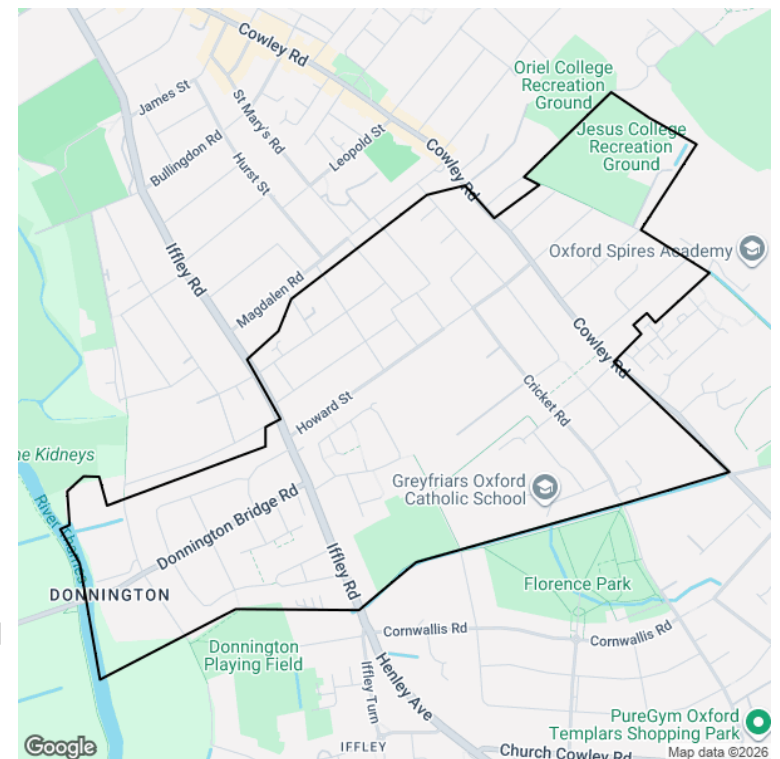 Cowley Rd
Oriel College
Recreation
Ground
James St
St Mary's Rd
Jesus College
Recreation
Ground
Leopold St
Cowley Rd
Bullingdon Rd
Hurst St
Iffley Rd
Oxford Spires Academy
Magdalen Rd
Cowley Rd
Howard St
Cricket Rd
ne Kidneys
Greyfriars Oxford
Catholic School
River Thames
Donnington Bridge Rd
Iffley Rd
DONNINGTON
Florence Park
Donnington
Playing Field
Cornwallis Rd
Cornwallis Rd
Iffley Turn
Henley Ave
PureGym Oxford
Templars Shopping Park
IFFLEY
Church Cowley Rd
Google
Map data ©2026